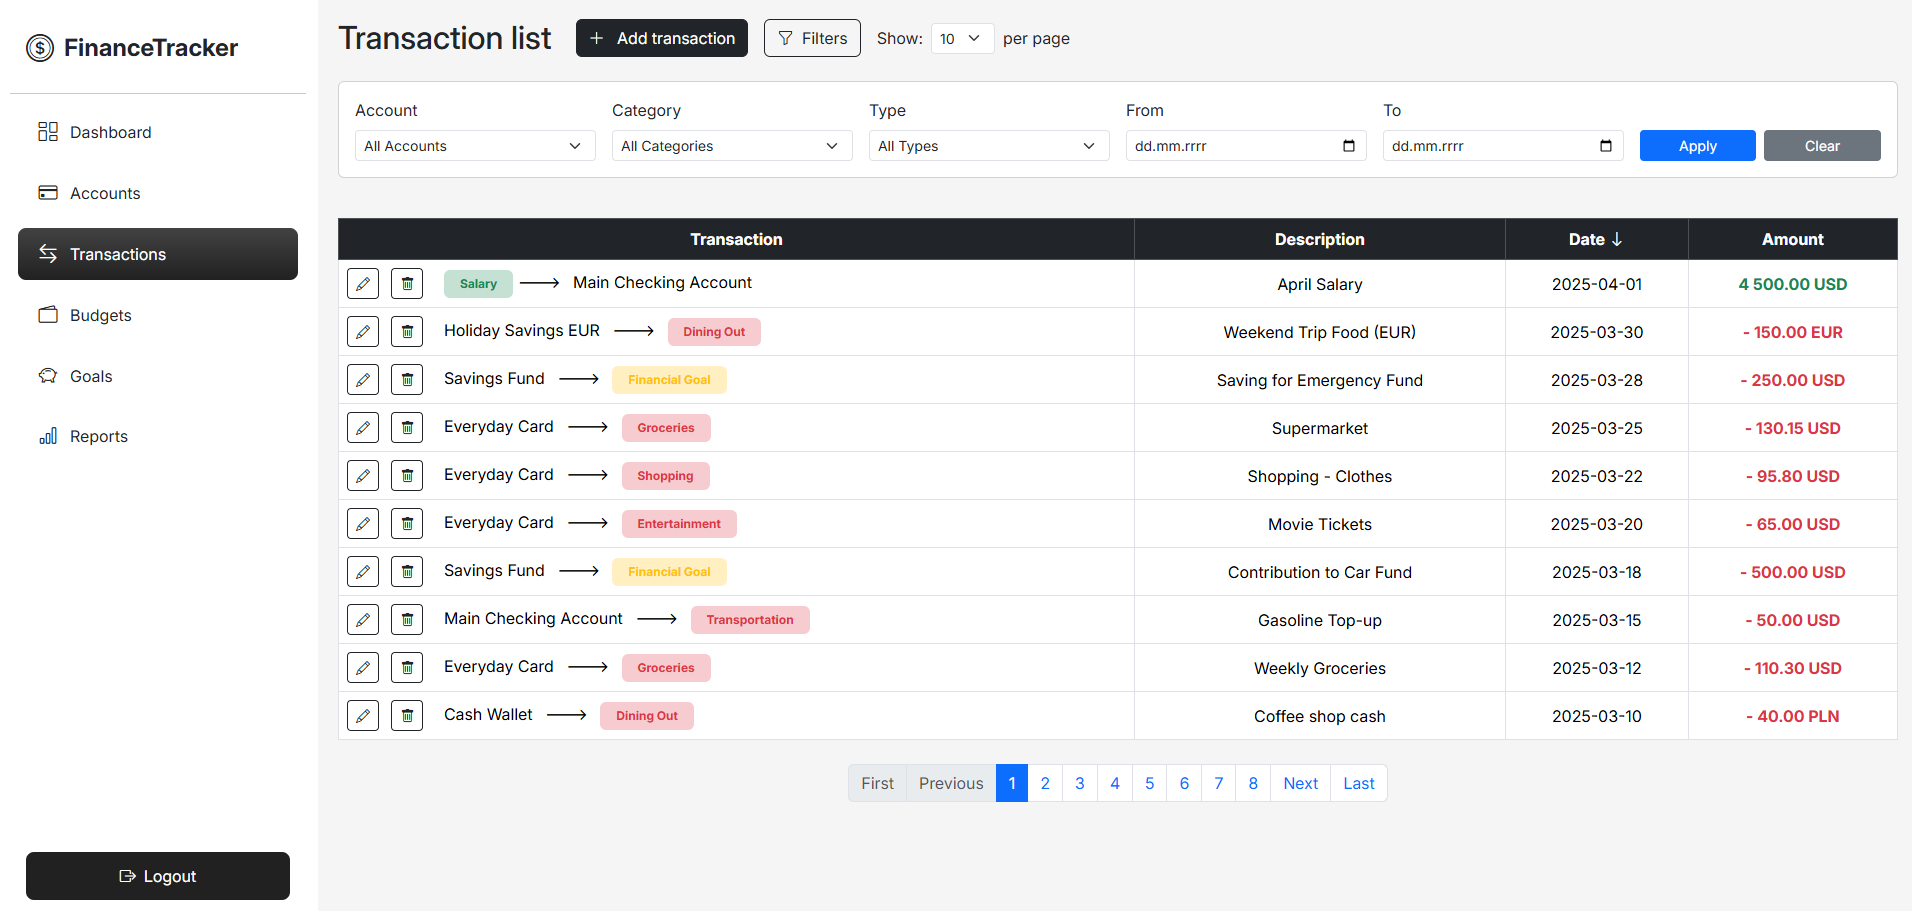 FinanceTracker
Dashboard
Accounts
Transactions
Budgets
Goals
Reports
Logout
Transaction list
Add transaction
Filters
Show: 10 per page
Account Category Type From To
All Accounts All Categories All Types dd.mm.rrrr dd.mm.rrrr Apply Clear
Transaction Description Date ↓ Amount
Salary ⟶ Main Checking Account April Salary 2025-04-01 4 500.00 USD
Holiday Savings EUR ⟶ Dining Out Weekend Trip Food (EUR) 2025-03-30 - 150.00 EUR
Savings Fund ⟶ Financial Goal Saving for Emergency Fund 2025-03-28 - 250.00 USD
Everyday Card ⟶ Groceries Supermarket 2025-03-25 - 130.15 USD
Everyday Card ⟶ Shopping Shopping - Clothes 2025-03-22 - 95.80 USD
Everyday Card ⟶ Entertainment Movie Tickets 2025-03-20 - 65.00 USD
Savings Fund ⟶ Financial Goal Contribution to Car Fund 2025-03-18 - 500.00 USD
Main Checking Account ⟶ Transportation Gasoline Top-up 2025-03-15 - 50.00 USD
Everyday Card ⟶ Groceries Weekly Groceries 2025-03-12 - 110.30 USD
Cash Wallet ⟶ Dining Out Coffee shop cash 2025-03-10 - 40.00 PLN
First Previous 1 2 3 4 5 6 7 8 Next Last